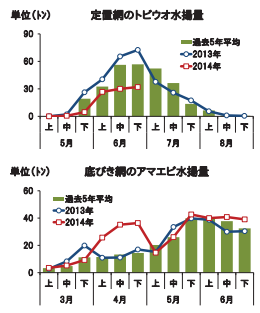 単位（トン） 定置網のトビウオ水揚量
90
60
30
0
過去5年平均
2013年
2014年
上 中 下 上 中 下 上 中 下 上 中 下
5月 6月 7月 8月
単位（トン） 底びき網のアマエビ水揚量
60
40
20
0
過去5年平均
2013年
2014年
上 中 下 上 中 下 上 中 下 上 中 下
3月 4月 5月 6月